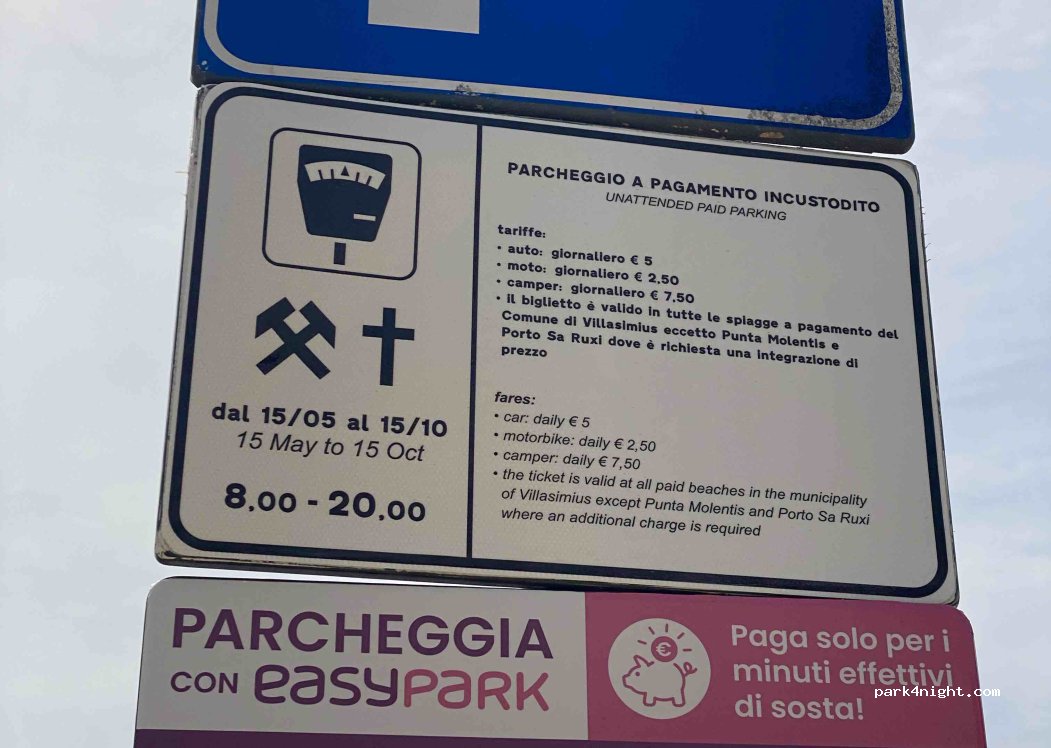 PARCHEGGIO A PAGAMENTO INCUSTODITO
UNATTENDED PAID PARKING
tariffe:
• auto: giornaliero € 5
• moto: giornaliero € 2,50
• camper: giornaliero € 7,50
• il biglietto è valido in tutte le spiagge a pagamento del
Comune di Villasimius eccetto Punta Molentis e
Porto Sa Ruxi dove è richiesta una integrazione di
prezzo
fares:
• car: daily € 5
• motorbike: daily € 2,50
• camper: daily € 7,50
• the ticket is valid at all paid beaches in the municipality
of Villasimius except Punta Molentis and Porto Sa Ruxi
where an additional charge is required
dal 15/05 al 15/10
15 May to 15 Oct
8.00 - 20.00
PARCHEGGIA
CON easypark
€
Paga solo per i
minuti effettivi
di sosta!
park4night.com